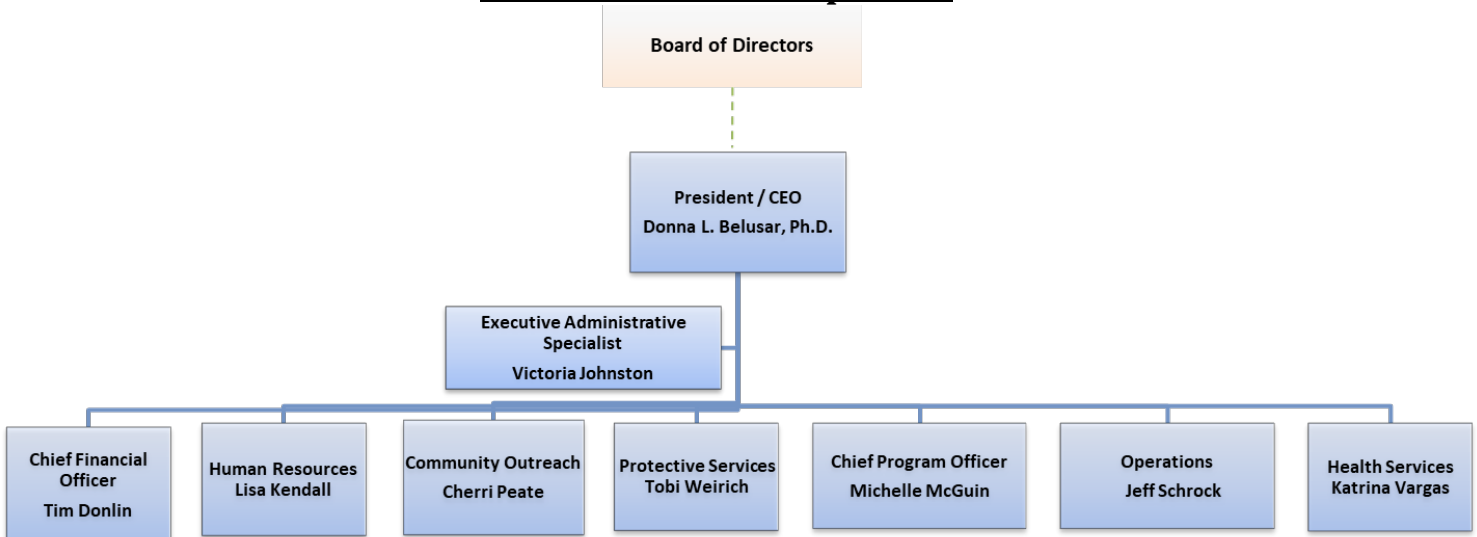 Board of Directors
President / CEO
Donna L. Belusar, Ph.D.
Executive Administrative
Specialist
Victoria Johnston
Chief Financial
Officer
Tim Donlin
Human Resources
Lisa Kendall
Community Outreach
Cherri Peate
Protective Services
Tobi Weirich
Chief Program Officer
Michelle McGuin
Operations
Jeff Schrock
Health Services
Katrina Vargas